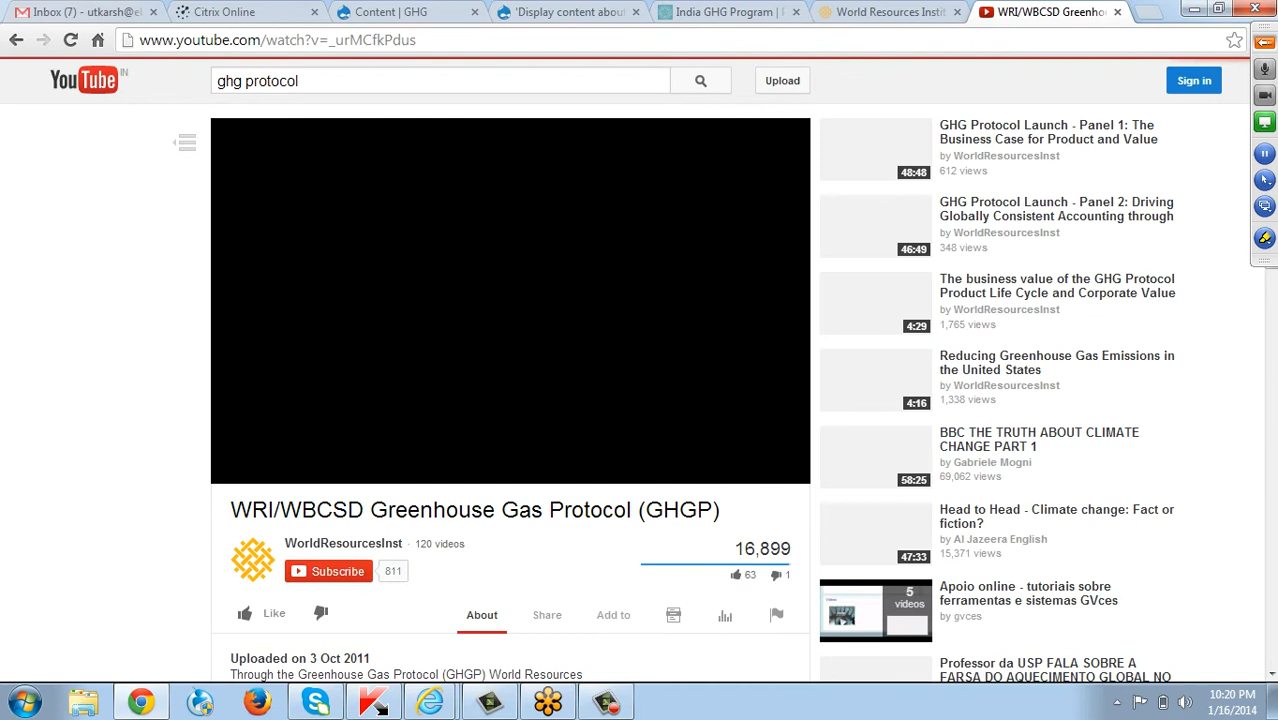 Inbox (7) - utkarsh@el
Citrix Online
Content | GHG
'Display content about
India GHG Program |
World Resources Instit
WRI/WBCSD Greenho
www.youtube.com/watch?v=_urMCfkPdus
YouTube IN
ghg protocol
Upload
Sign in
GHG Protocol Launch - Panel 1: The
Business Case for Product and Value
by WorldResourcesInst
612 views
48:48
GHG Protocol Launch - Panel 2: Driving
Globally Consistent Accounting through
by WorldResourcesInst
348 views
46:49
The business value of the GHG Protocol
Product Life Cycle and Corporate Value
by WorldResourcesInst
1,765 views
4:29
Reducing Greenhouse Gas Emissions in
the United States
by WorldResourcesInst
1,338 views
4:16
BBC THE TRUTH ABOUT CLIMATE
CHANGE PART 1
by Gabriele Mogni
69,062 views
58:25
Head to Head - Climate change: Fact or
fiction?
by Al Jazeera English
15,371 views
47:33
Apoio online - tutoriais sobre
ferramentas e sistemas GVces
by gvces
5
videos
Professor da USP FALA SOBRE A
FARSA DO AQUECIMENTO GLOBAL NO
WRI/WBCSD Greenhouse Gas Protocol (GHGP)
WorldResourcesInst · 120 videos
Subscribe 811
16,899
63 1
Like
About
Share
Add to
Uploaded on 3 Oct 2011
Through the Greenhouse Gas Protocol (GHGP) World Resources
10:20 PM
1/16/2014